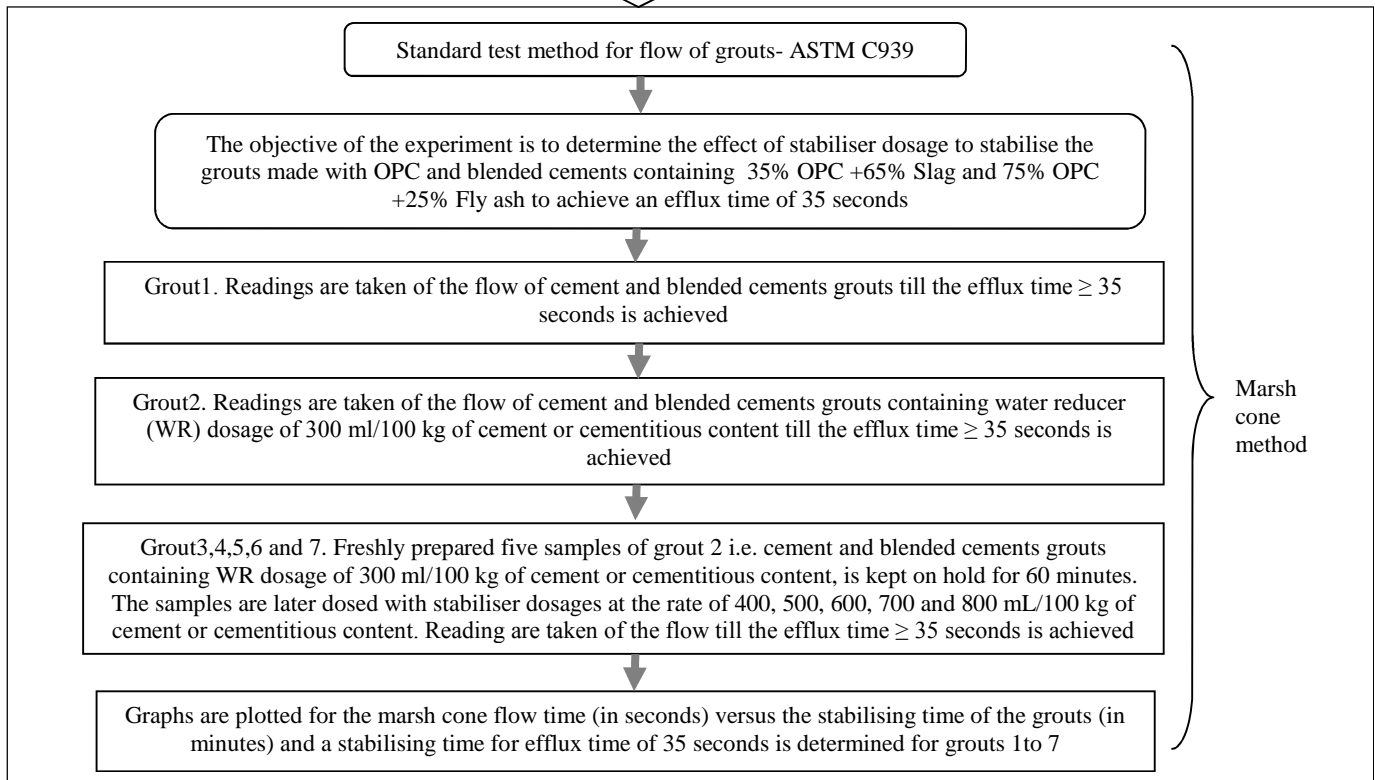 Standard test method for flow of grouts- ASTM C939
The objective of the experiment is to determine the effect of stabiliser dosage to stabilise the
grouts made with OPC and blended cements containing 35% OPC +65% Slag and 75% OPC
+25% Fly ash to achieve an efflux time of 35 seconds
Grout1. Readings are taken of the flow of cement and blended cements grouts till the efflux time ≥ 35
seconds is achieved
Grout2. Readings are taken of the flow of cement and blended cements grouts containing water reducer
(WR) dosage of 300 ml/100 kg of cement or cementitious content till the efflux time ≥ 35 seconds is
achieved
Grout3,4,5,6 and 7. Freshly prepared five samples of grout 2 i.e. cement and blended cements grouts
containing WR dosage of 300 ml/100 kg of cement or cementitious content, is kept on hold for 60 minutes.
The samples are later dosed with stabiliser dosages at the rate of 400, 500, 600, 700 and 800 mL/100 kg of
cement or cementitious content. Reading are taken of the flow till the efflux time ≥ 35 seconds is achieved
Graphs are plotted for the marsh cone flow time (in seconds) versus the stabilising time of the grouts (in
minutes) and a stabilising time for efflux time of 35 seconds is determined for grouts 1to 7
Marsh
cone
method